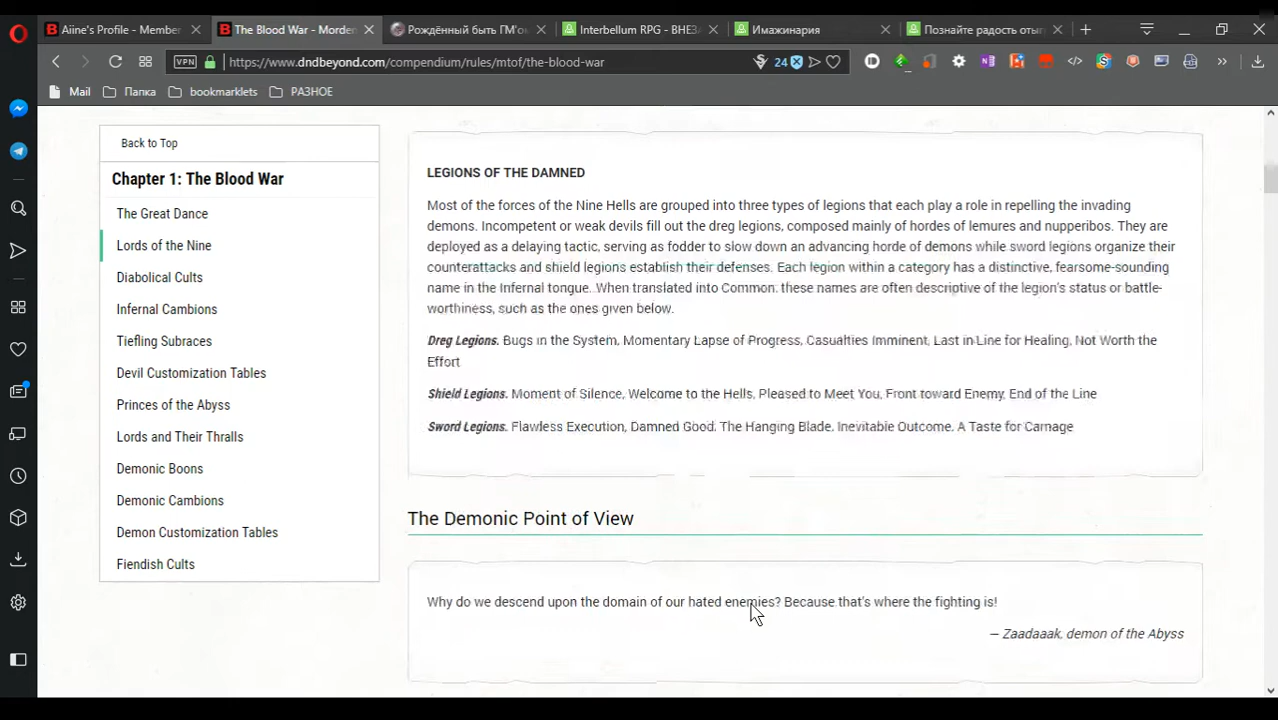 Aiine's Profile - Member
The Blood War - Morden
Рождённый быть ГМ'ом
Interbellum RPG - ВНЕЗ
Имажинария
Познайте радость отыг
VPN
https://www.dndbeyond.com/compendium/rules/mtof/the-blood-war
24
Mail
Папка
bookmarklets
РАЗНОЕ
Back to Top
Chapter 1: The Blood War
The Great Dance
Lords of the Nine
Diabolical Cults
Infernal Cambions
Tiefling Subraces
Devil Customization Tables
Princes of the Abyss
Lords and Their Thralls
Demonic Boons
Demonic Cambions
Demon Customization Tables
Fiendish Cults
LEGIONS OF THE DAMNED
Most of the forces of the Nine Hells are grouped into three types of legions that each play a role in repelling the invading
demons. Incompetent or weak devils fill out the dreg legions, composed mainly of hordes of lemures and nupperibos. They are
deployed as a delaying tactic, serving as fodder to slow down an advancing horde of demons while sword legions organize their
counterattacks and shield legions establish their defenses. Each legion within a category has a distinctive, fearsome-sounding
name in the Infernal tongue. When translated into Common, these names are often descriptive of the legion's status or battle-
worthiness, such as the ones given below.
Dreg Legions. Bugs in the System, Momentary Lapse of Progress, Casualties Imminent, Last in Line for Healing, Not Worth the
Effort
Shield Legions. Moment of Silence, Welcome to the Hells, Pleased to Meet You, Front toward Enemy, End of the Line
Sword Legions. Flawless Execution, Damned Good, The Hanging Blade, Inevitable Outcome, A Taste for Carnage
The Demonic Point of View
Why do we descend upon the domain of our hated enemies? Because that's where the fighting is!
— Zaadaaak, demon of the Abyss